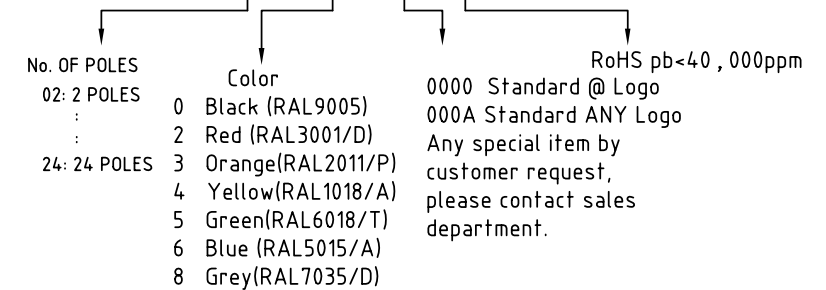 No. OF POLES
02: 2 POLES
:
:
24: 24 POLES
Color
0 Black (RAL9005)
2 Red (RAL3001/D)
3 Orange(RAL2011/P)
4 Yellow(RAL1018/A)
5 Green(RAL6018/T)
6 Blue (RAL5015/A)
8 Grey(RAL7035/D)
0000 Standard @ Logo
000A Standard ANY Logo
Any special item by
customer request,
please contact sales
department.
RoHS pb<40,000ppm